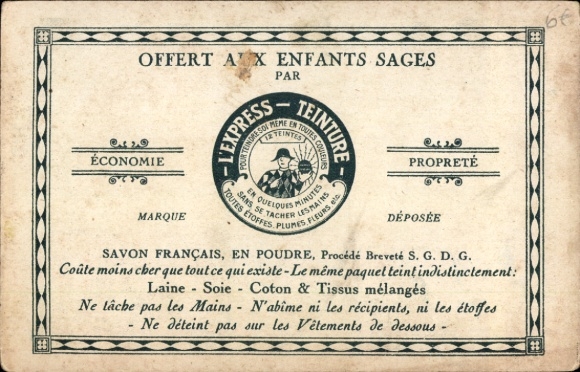 6E
OFFERT AUX ENFANTS SAGES
PAR
L'EXPRESS - TEINTURE -
POUR TEINDRE SOI MÊME EN TOUTES COULEURS
12 TEINTES
EN QUELQUES MINUTES
SANS SE TACHER LES MAINS
TOUTES ÉTOFFES, PLUMES, FLEURS, etc.
ÉCONOMIE
PROPRETÉ
MARQUE
DÉPOSÉE
SAVON FRANÇAIS, EN POUDRE, Procédé Breveté S. G. D. G.
Coûte moins cher que tout ce qui existe - Le même paquet teint indistinctement :
Laine - Soie - Coton & Tissus mélangés
Ne tâche pas les Mains - N'abîme ni les récipients, ni les étoffes
- Ne déteint pas sur les Vêtements de dessous -